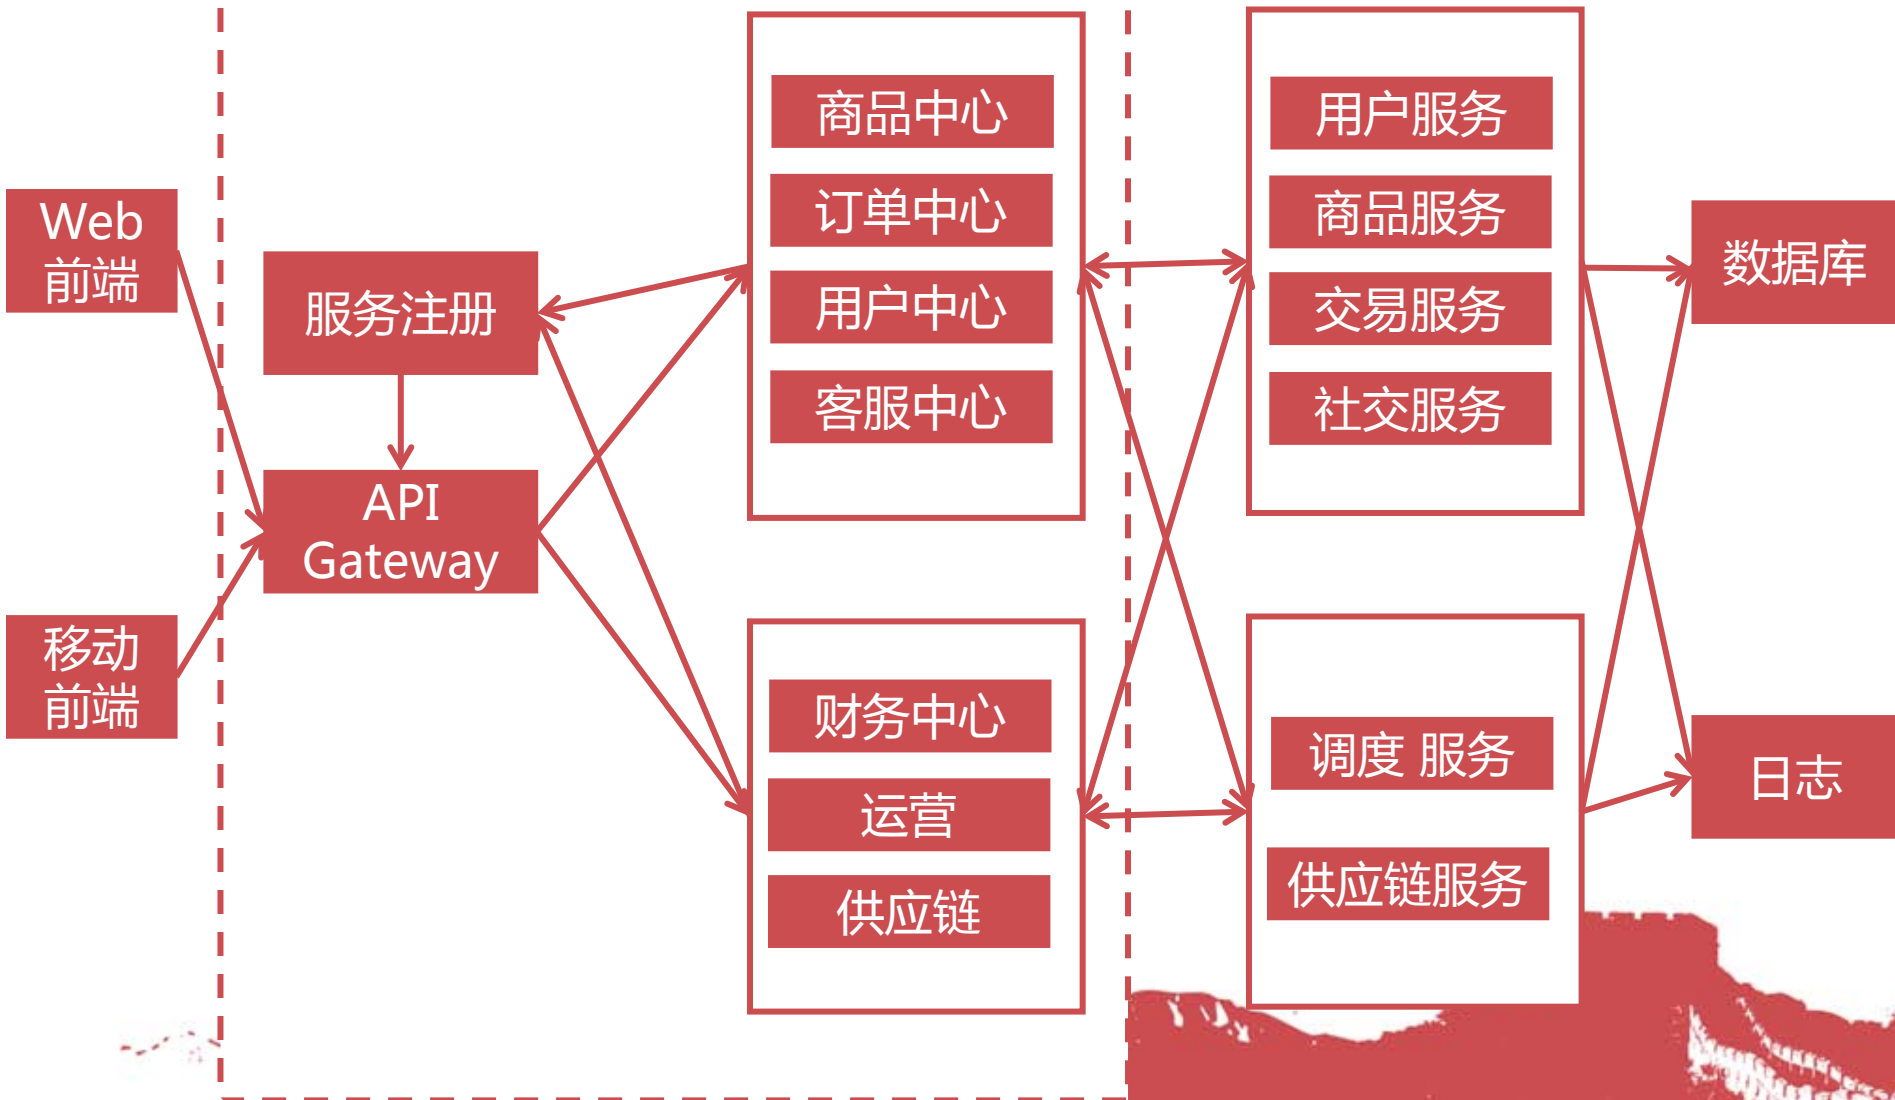 Web
前端
移动
前端
服务注册
API
Gateway
商品中心
订单中心
用户中心
客服中心
财务中心
运营
供应链
用户服务
商品服务
交易服务
社交服务
调度 服务
供应链服务
数据库
日志